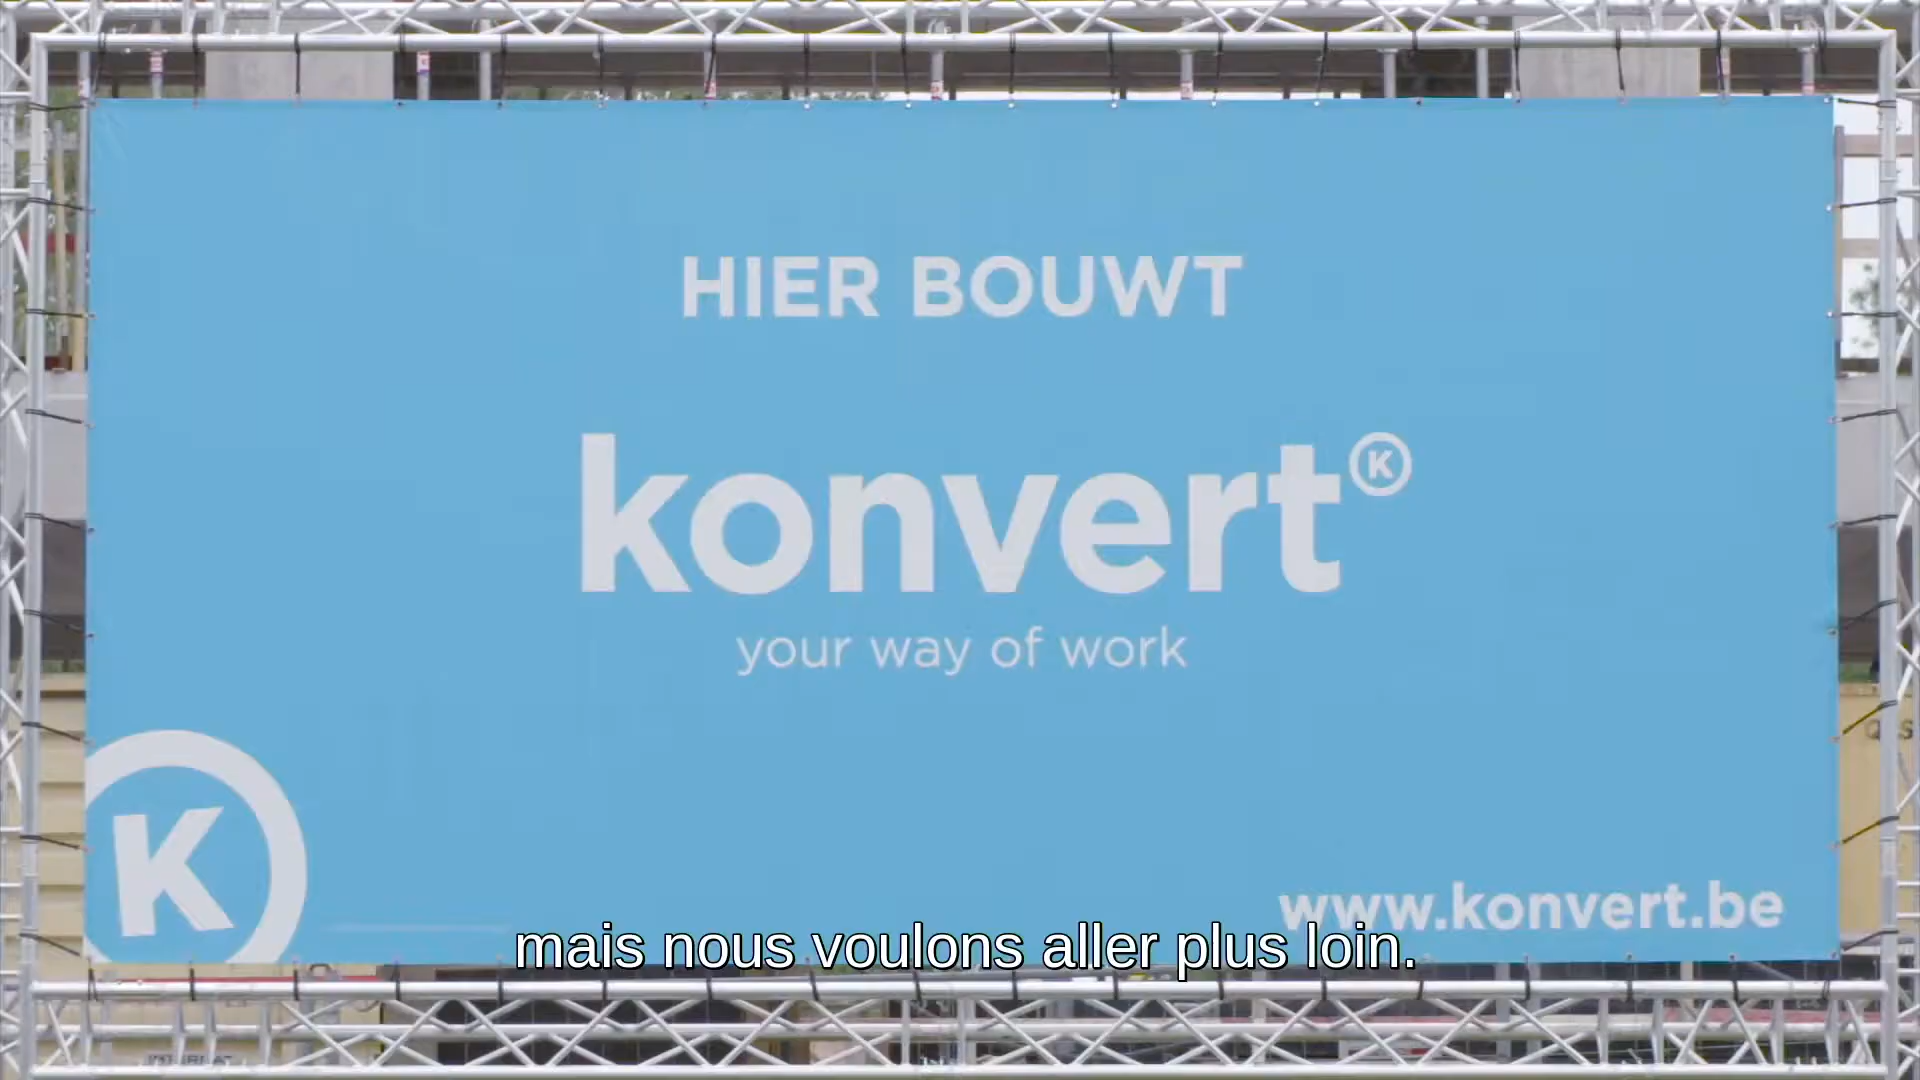 HIER BOUWT
konvert K
your way of work
K
www.konvert.be
mais nous voulons aller plus loin.